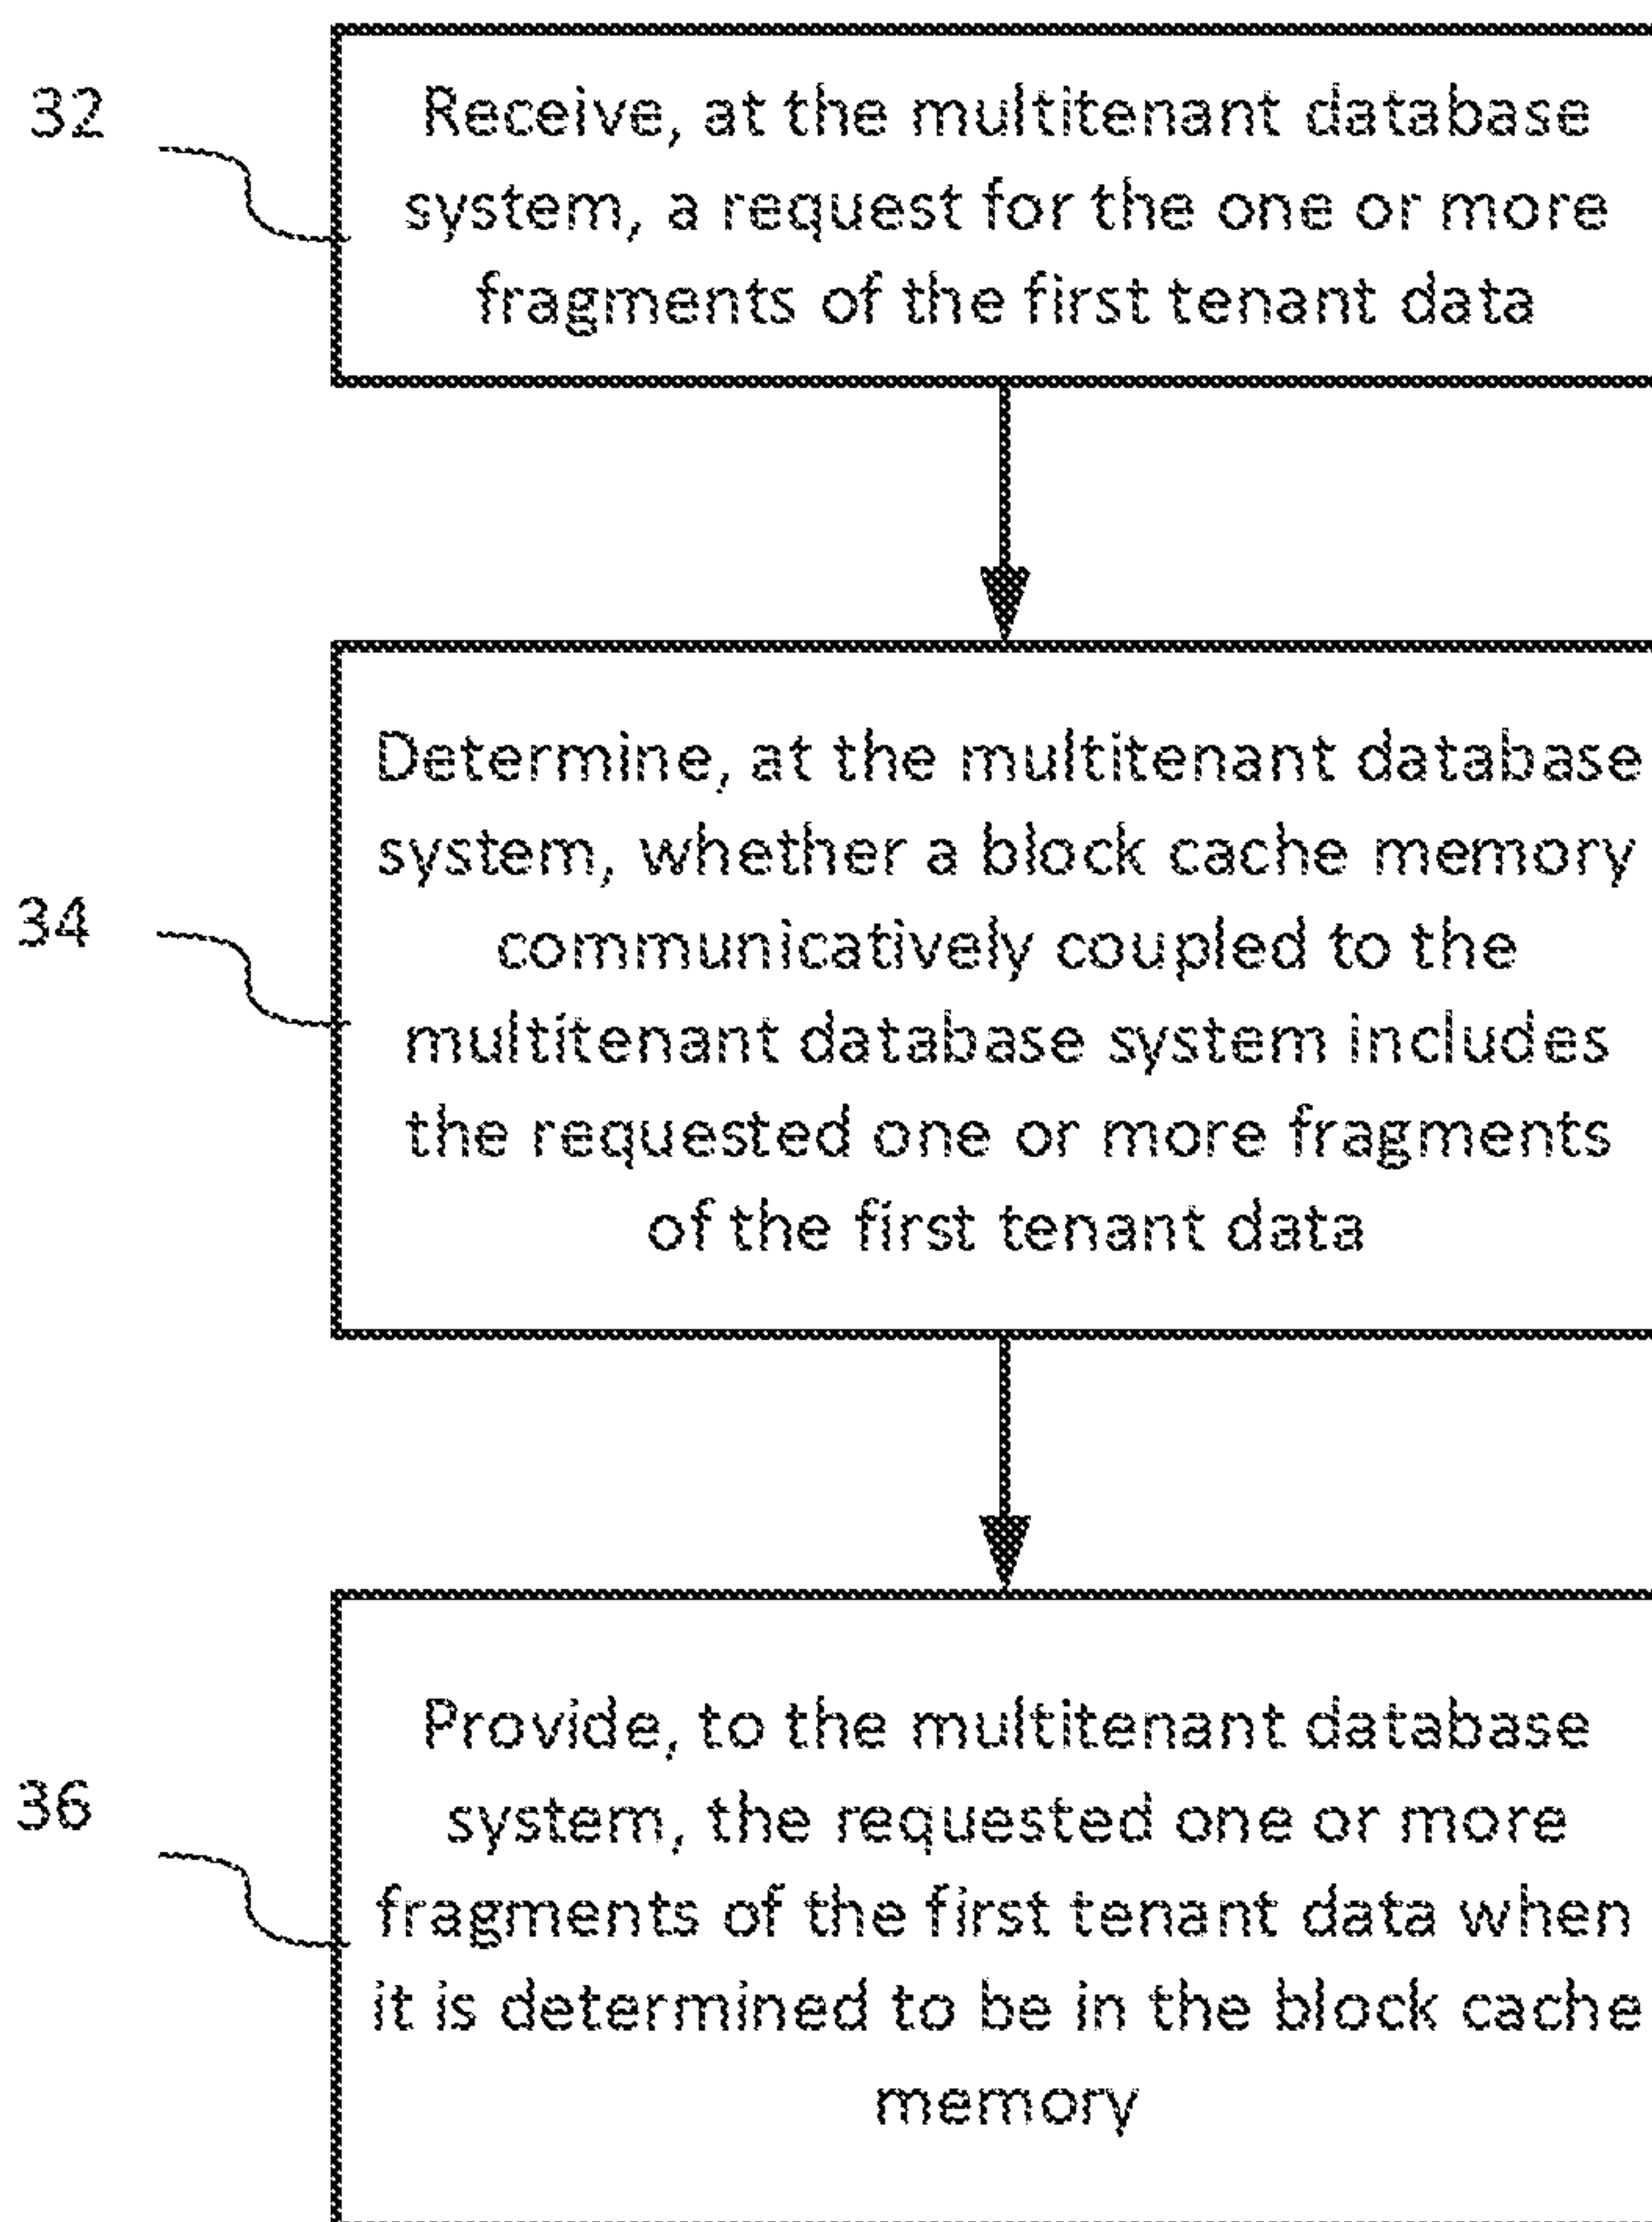 32
Receive, at the multitenant database
system, a request for the one or more
fragments of the first tenant data
34
Determine, at the multitenant database
system, whether a block cache memory
communicatively coupled to the
multitenant database system includes
the requested one or more fragments
of the first tenant data
36
Provide, to the multitenant database
system, the requested one or more
fragments of the first tenant data when
it is determined to be in the block cache
memory